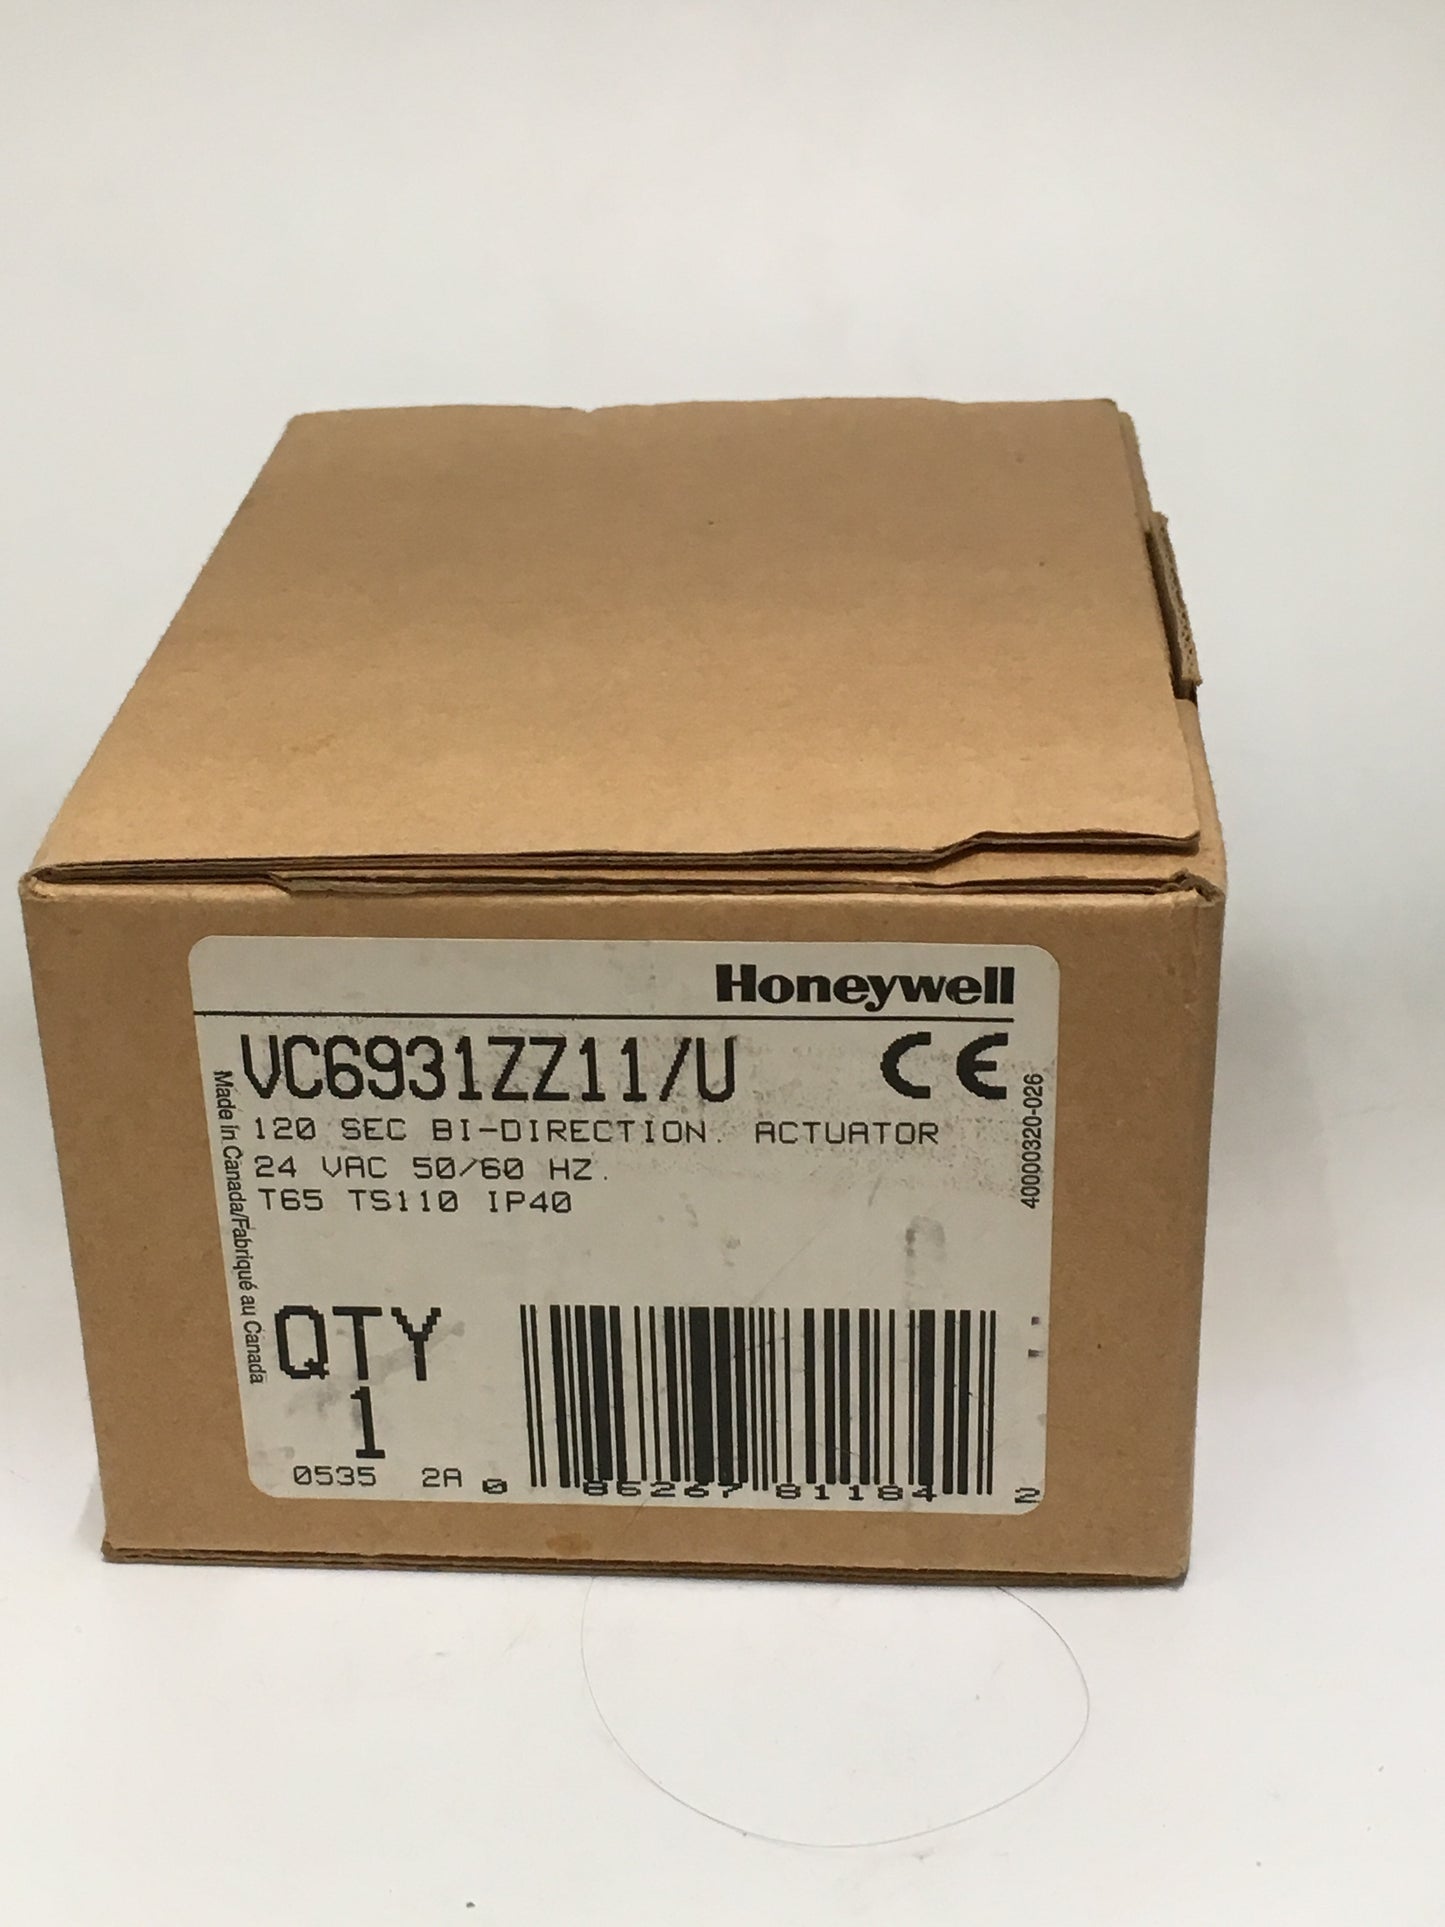 Honeywell
VC6931ZZ11/U CE
120 SEC BI-DIRECTION. ACTUATOR
24 VAC 50/60 HZ.
T65 TS110 IP40
Made in Canada/Fabriqué au Canada
40000320-026
QTY
1
0535 2A
0 86267 81184 2